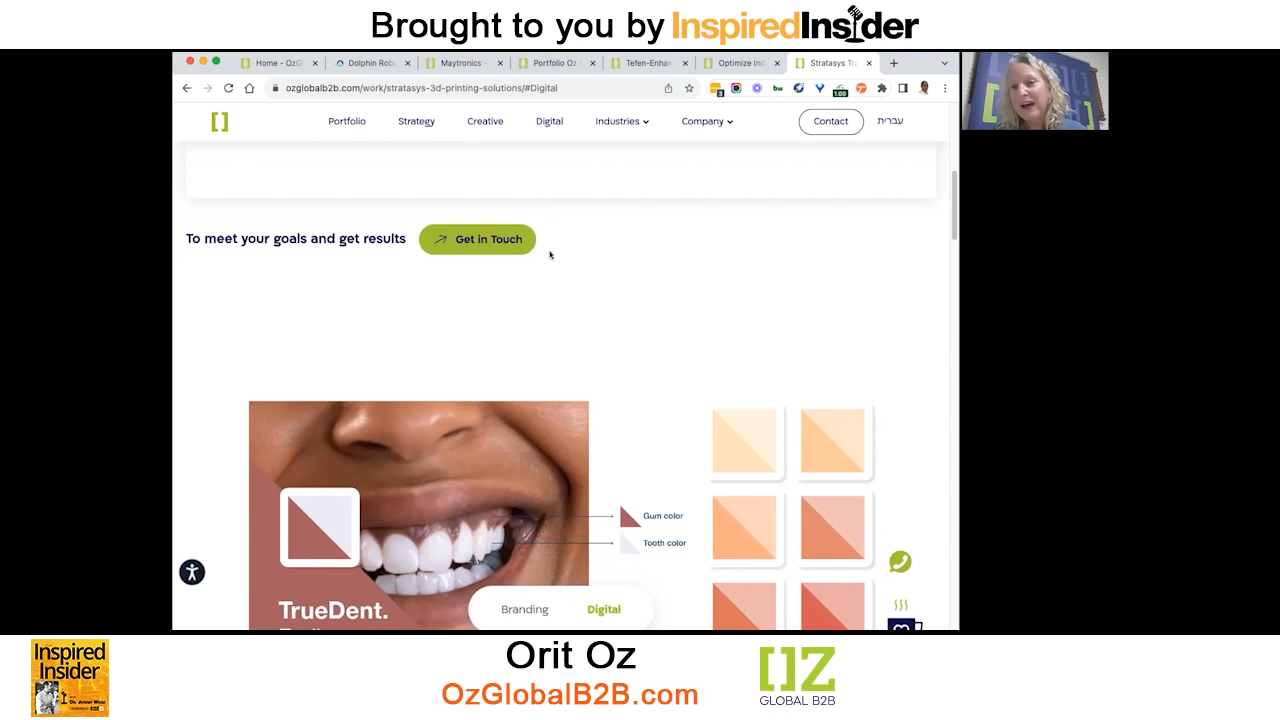 Brought to you by InspiredInsider
Home - OzGl
Dolphin Rob
Maytronics -
Portfolio Oz
Tefen-Enhan
Optimize Ind
Stratasys Tr
ozglobalb2b.com/work/stratasys-3d-printing-solutions/#Digital
Portfolio
Strategy
Creative
Digital
Industries
Company
Contact
עברית
To meet your goals and get results
Get in Touch
Gum color
Tooth color
TrueDent.
Branding
Digital
Inspired
Insider
Orit Oz
OzGlobalB2B.com
OZ
GLOBAL B2B